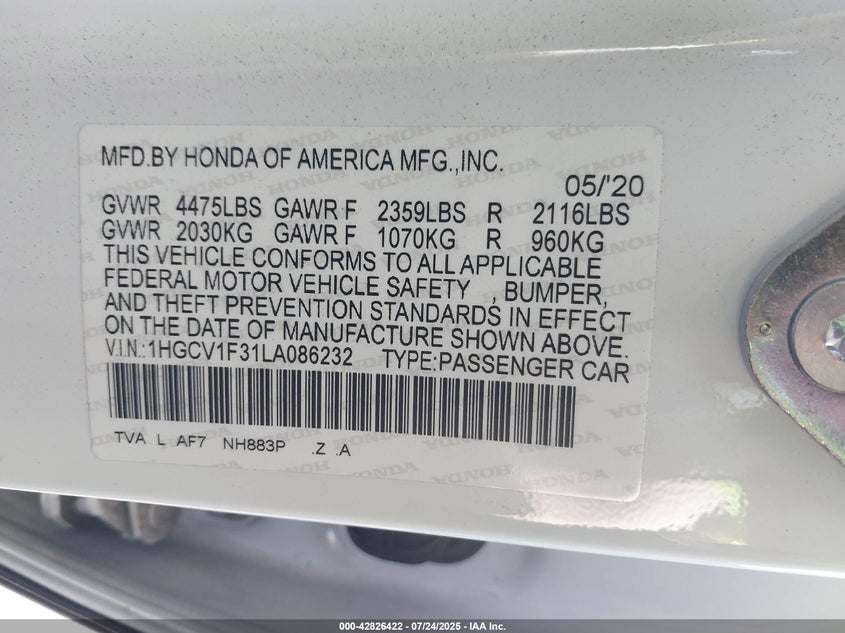 MFD.BY HONDA OF AMERICA MFG.,INC.
05/'20
GVWR 4475LBS GAWR F 2359LBS R 2116LBS
GVWR 2030KG GAWR F 1070KG R 960KG
THIS VEHICLE CONFORMS TO ALL APPLICABLE
FEDERAL MOTOR VEHICLE SAFETY , BUMPER,
AND THEFT PREVENTION STANDARDS IN EFFECT
ON THE DATE OF MANUFACTURE SHOWN ABOVE.
V.I.N.:1HGCV1F31LA086232 TYPE:PASSENGER CAR
TVA L AF7 NH883P .Z .A
000-42826422 - 07/24/2025 - IAA Inc.